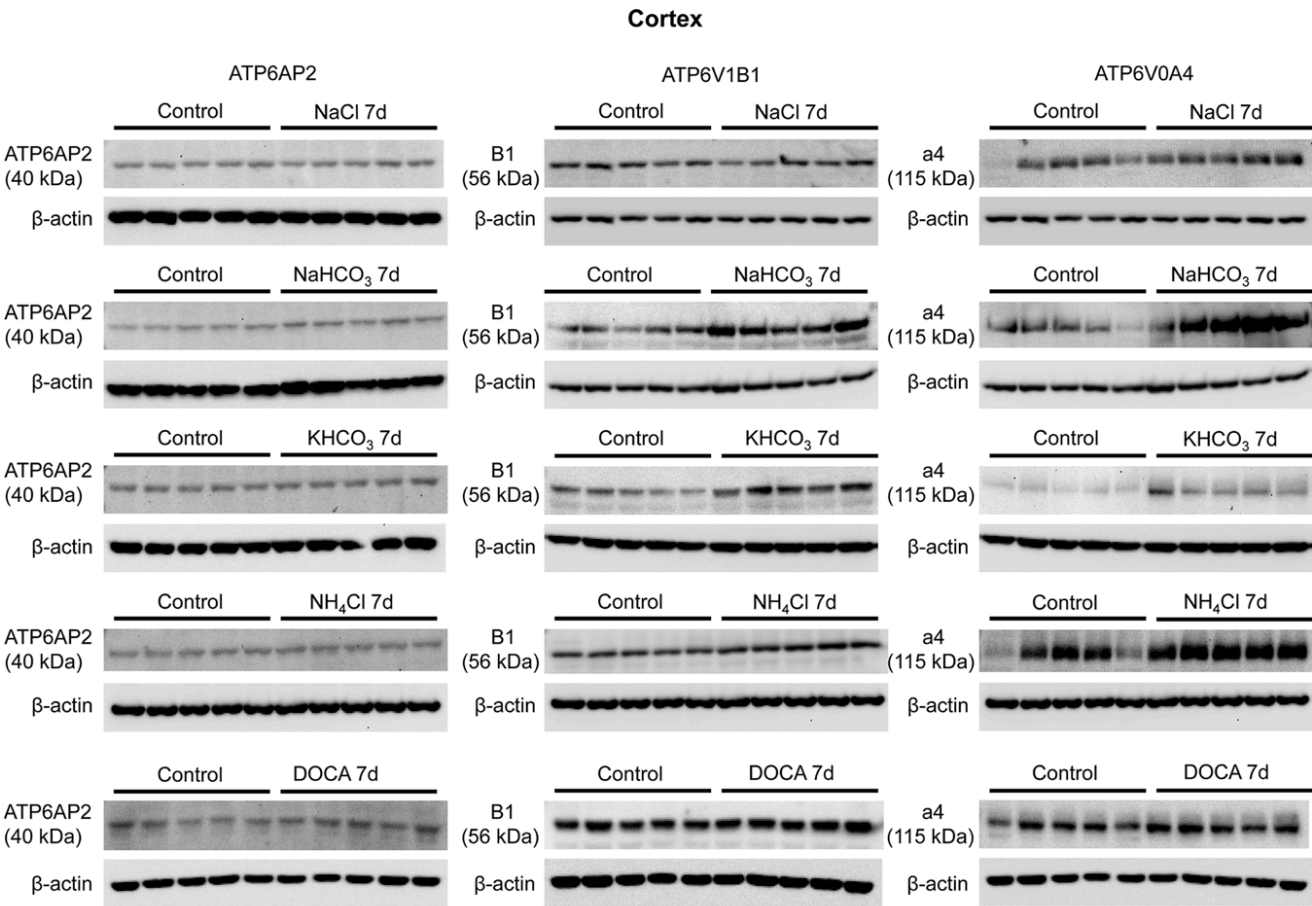 Cortex
ATP6AP2 ATP6V1B1 ATP6V0A4
Control NaCl 7d Control NaCl 7d Control NaCl 7d
ATP6AP2 B1 a4
(40 kDa) (56 kDa) (115 kDa)
β-actin β-actin β-actin
Control NaHCO₃ 7d Control NaHCO₃ 7d Control NaHCO₃ 7d
ATP6AP2 B1 a4
(40 kDa) (56 kDa) (115 kDa)
β-actin β-actin β-actin
Control KHCO₃ 7d Control KHCO₃ 7d Control KHCO₃ 7d
ATP6AP2 B1 a4
(40 kDa) (56 kDa) (115 kDa)
β-actin β-actin β-actin
Control NH₄Cl 7d Control NH₄Cl 7d Control NH₄Cl 7d
ATP6AP2 B1 a4
(40 kDa) (56 kDa) (115 kDa)
β-actin β-actin β-actin
Control DOCA 7d Control DOCA 7d Control DOCA 7d
ATP6AP2 B1 a4
(40 kDa) (56 kDa) (115 kDa)
β-actin β-actin β-actin